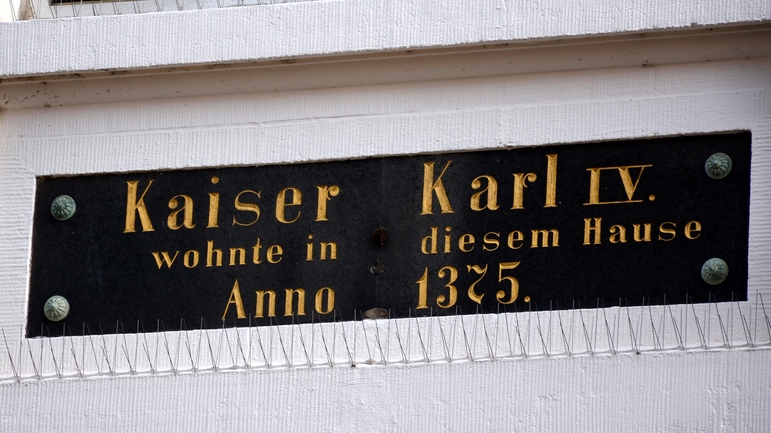 Kaiser Karl IV.
wohnte in diesem Hause
Anno 1375.